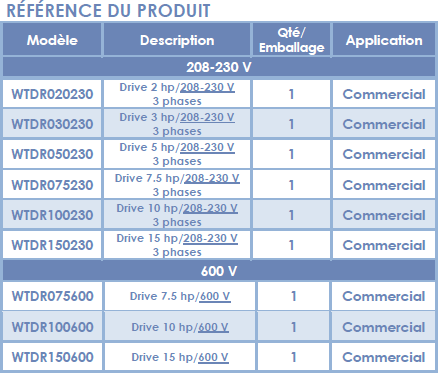 RÉFÉRENCE DU PRODUIT
Modèle Description Qté/ Emballage Application
208-230 V
WTDR020230 Drive 2 hp/208-230 V 3 phases 1 Commercial
WTDR030230 Drive 3 hp/208-230 V 3 phases 1 Commercial
WTDR050230 Drive 5 hp/208-230 V 3 phases 1 Commercial
WTDR075230 Drive 7.5 hp/208-230 V 3 phases 1 Commercial
WTDR100230 Drive 10 hp/208-230 V 3 phases 1 Commercial
WTDR150230 Drive 15 hp/208-230 V 3 phases 1 Commercial
600 V
WTDR075600 Drive 7.5 hp/600 V 1 Commercial
WTDR100600 Drive 10 hp/600 V 1 Commercial
WTDR150600 Drive 15 hp/600 V 1 Commercial